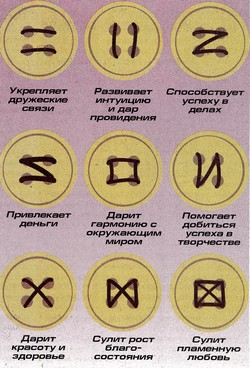 Укрепляет
дружеские
связи
Развивает
интуицию
и дар
провидения
Способствует
успеху в
делах
Привлекает
деньги
Дарит
гармонию с
окружающим
миром
Помогает
добиться
успеха в
творчестве
Дарит
красоту и
здоровье
Сулит рост
благо-
состояния
Сулит
пламенную
любовь